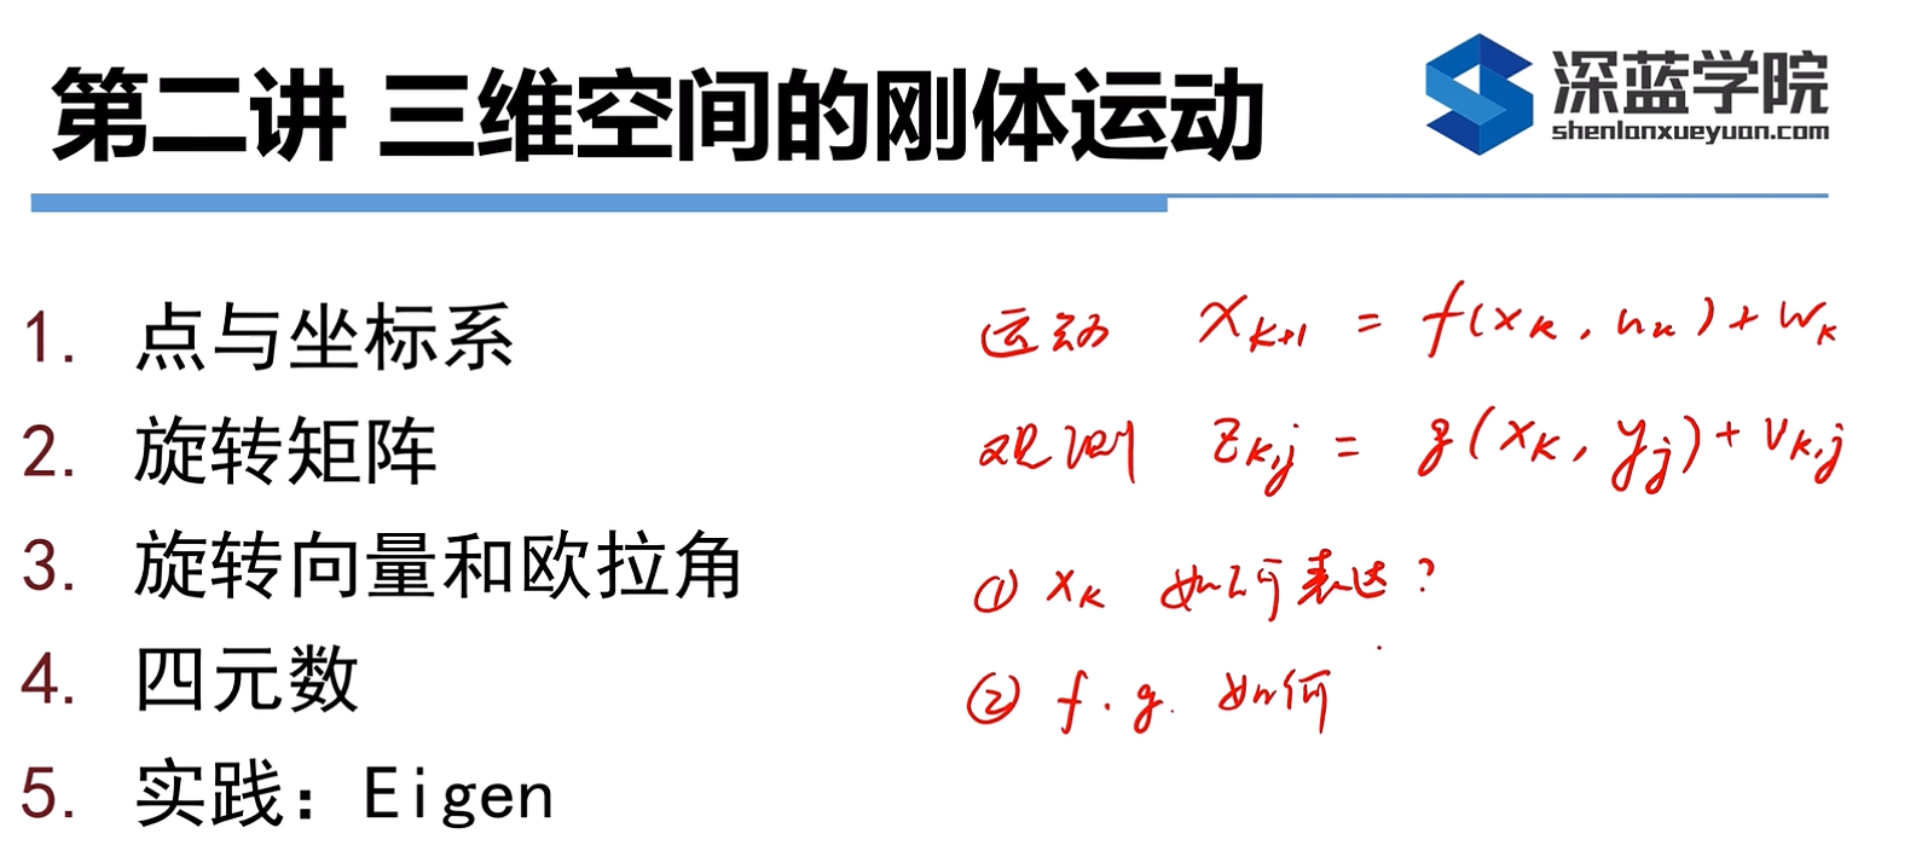 第二讲 三维空间的刚体运动
深蓝学院
shenlanxueyuan.com
1. 点与坐标系
2. 旋转矩阵
3. 旋转向量和欧拉角
4. 四元数
5. 实践：Eigen
运动 x_{k+1} = f(x_k, u_k) + w_k
观测 z_{k,j} = g(x_k, y_j) + v_{k,j}
① x_k 如何表达?
② f. g. 如何